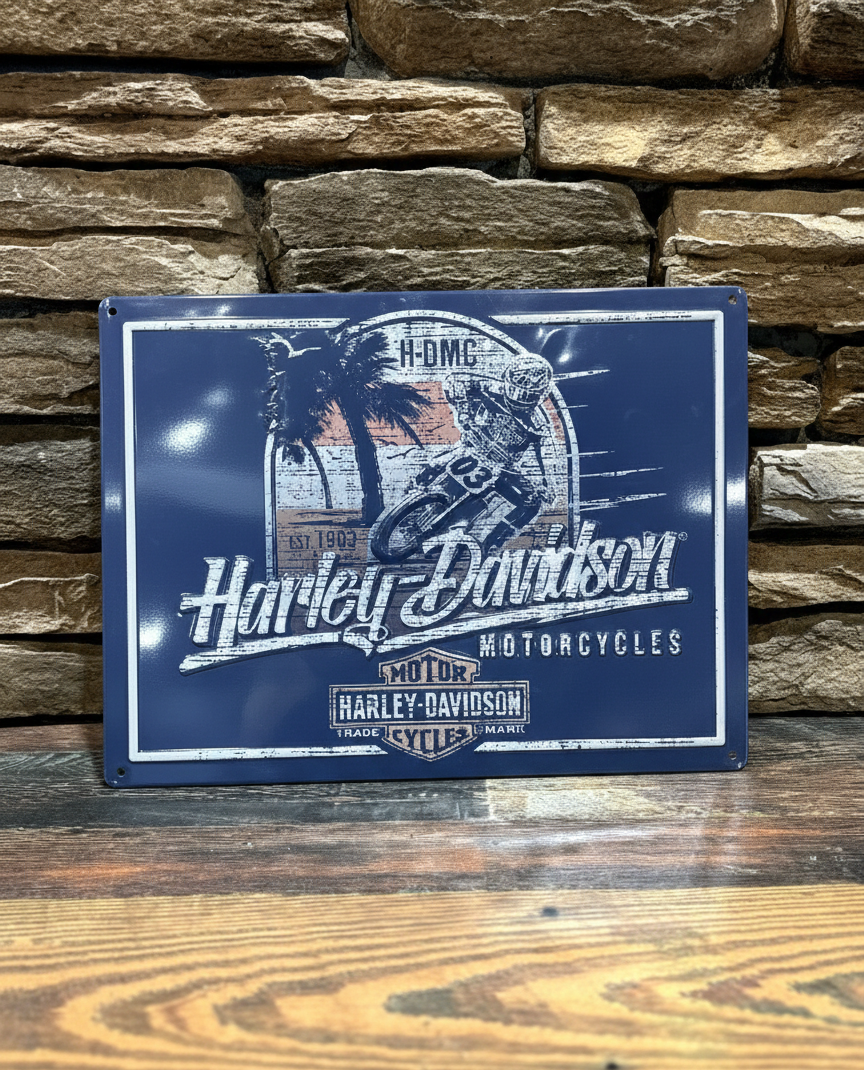 H-DMC
03
EST. 1903
Harley-Davidson
MOTORCYCLES
MOTOR
HARLEY-DAVIDSON
TRADE MARK
CYCLES